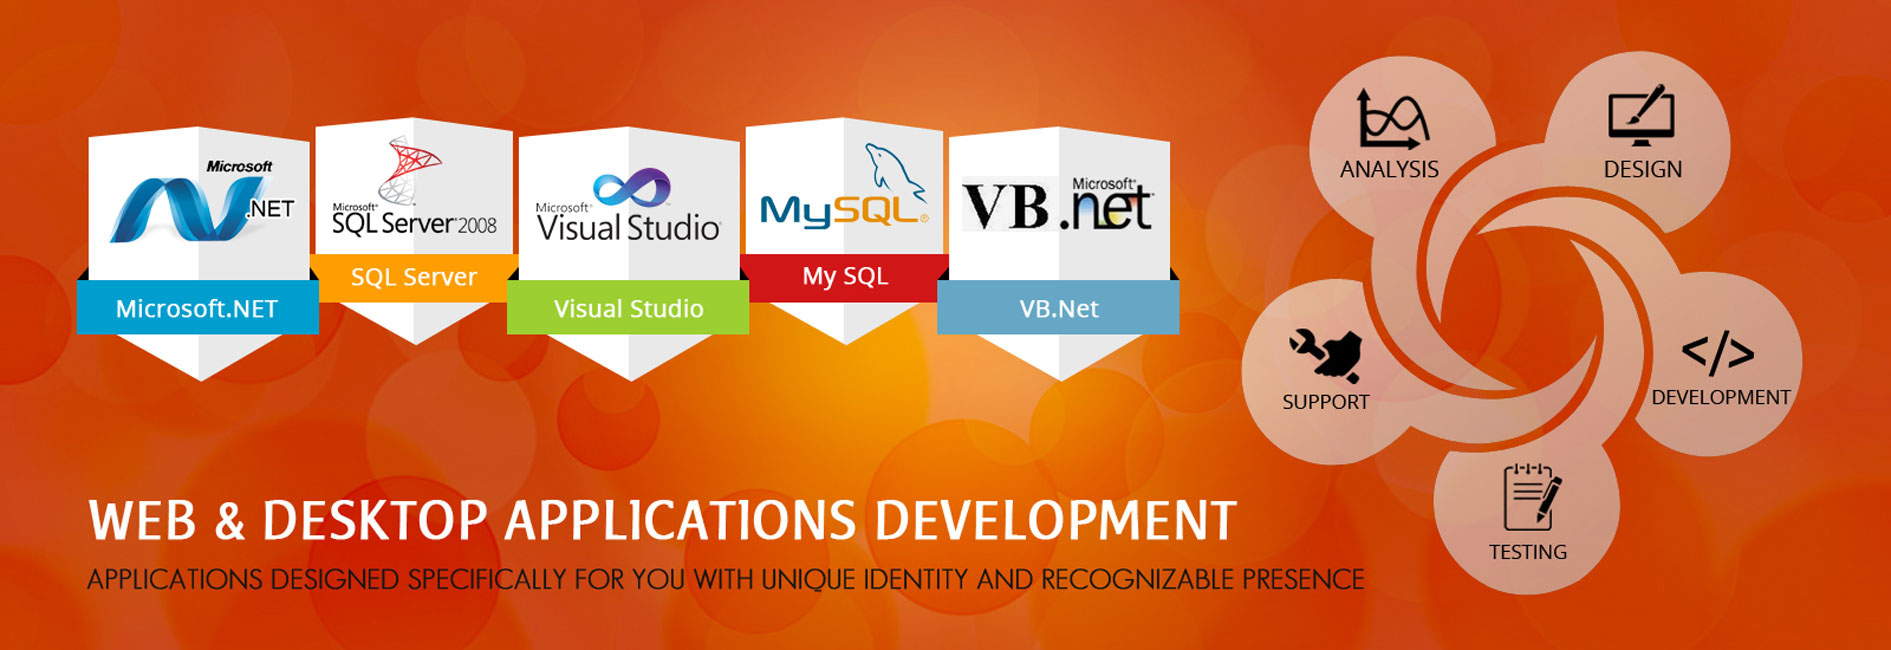 Microsoft
.NET
Microsoft.NET
Microsoft®
SQL Server® 2008
SQL Server
Microsoft®
Visual Studio®
Visual Studio
MySQL®
My SQL
VB
Microsoft®
.net™
VB.Net
ANALYSIS
DESIGN
SUPPORT
</>
DEVELOPMENT
TESTING
WEB & DESKTOP APPLICATIONS DEVELOPMENT
APPLICATIONS DESIGNED SPECIFICALLY FOR YOU WITH UNIQUE IDENTITY AND RECOGNIZABLE PRESENCE